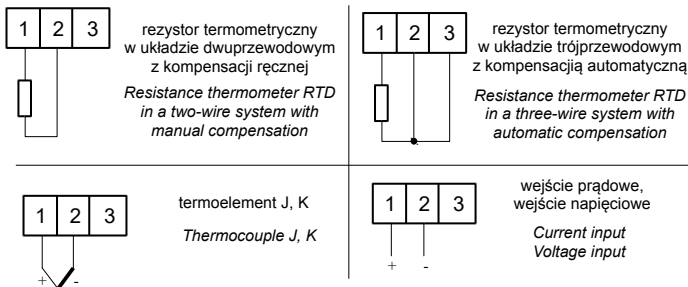 1 2 3
rezystor termometryczny
w układzie dwuprzewodowym
z kompensacji ręcznej
Resistance thermometer RTD
in a two-wire system with
manual compensation
1 2 3
rezystor termometryczny
w układzie trójprzewodowym
z kompensacjią automatyczną
Resistance thermometer RTD
in a three-wire system with
automatic compensation
1 2 3
+ -
termoelement J, K
Thermocouple J, K
1 2 3
+ -
wejście prądowe,
wejście napięciowe
Current input
Voltage input